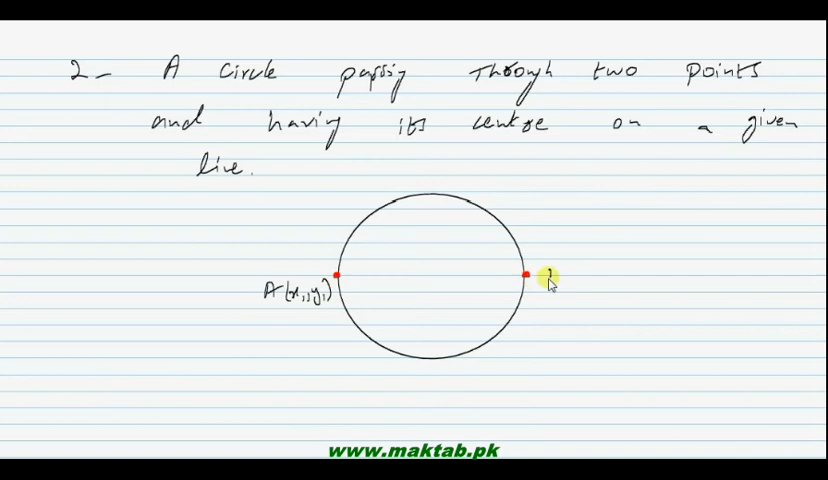 2- A circle passing through two points
and having its centre on a given
line.
A(x₁,y₁)
www.maktab.pk